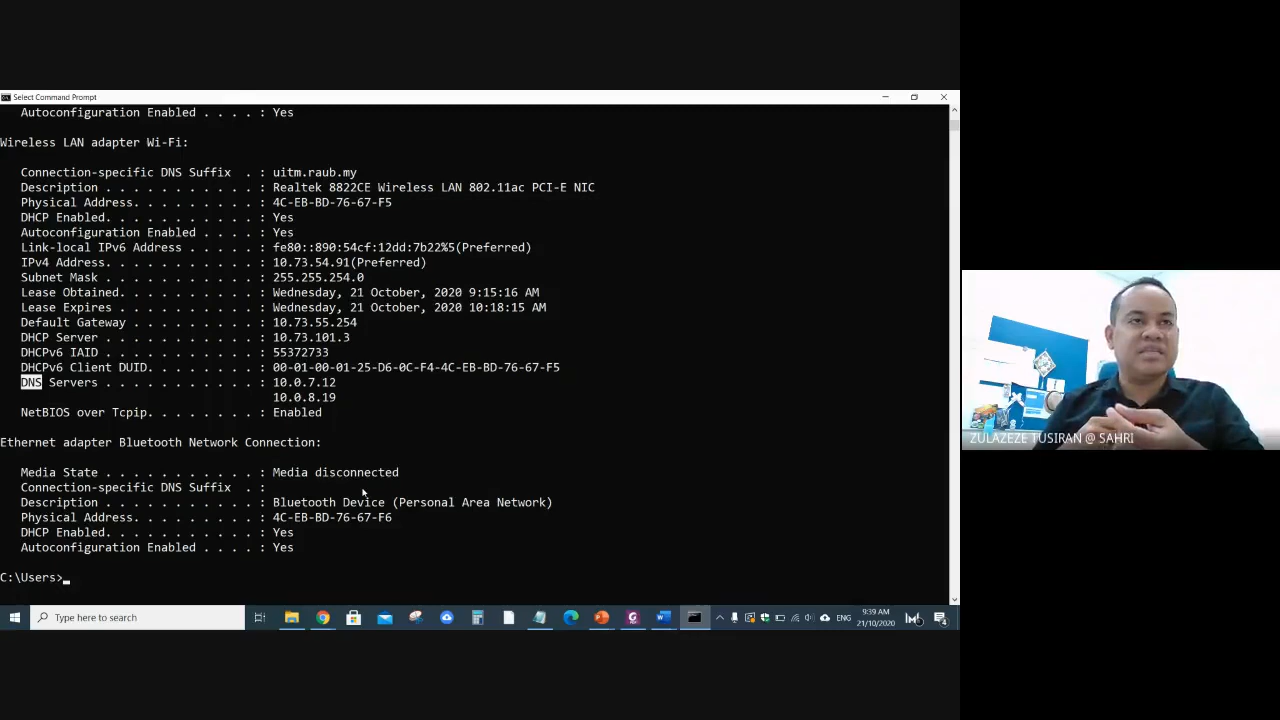 Select Command Prompt
Autoconfiguration Enabled . . . . : Yes
Wireless LAN adapter Wi-Fi:
Connection-specific DNS Suffix  . : uitm.raub.my
Description . . . . . . . . . . . : Realtek 8822CE Wireless LAN 802.11ac PCI-E NIC
Physical Address. . . . . . . . . : 4C-EB-BD-76-67-F5
DHCP Enabled. . . . . . . . . . . : Yes
Autoconfiguration Enabled . . . . : Yes
Link-local IPv6 Address . . . . . : fe80::890:54cf:12dd:7b22%5(Preferred)
IPv4 Address. . . . . . . . . . . : 10.73.54.91(Preferred)
Subnet Mask . . . . . . . . . . . : 255.255.254.0
Lease Obtained. . . . . . . . . . : Wednesday, 21 October, 2020 9:15:16 AM
Lease Expires . . . . . . . . . . : Wednesday, 21 October, 2020 10:18:15 AM
Default Gateway . . . . . . . . . : 10.73.55.254
DHCP Server . . . . . . . . . . . : 10.73.101.3
DHCPv6 IAID . . . . . . . . . . . : 55372733
DHCPv6 Client DUID. . . . . . . . : 00-01-00-01-25-D6-0C-F4-4C-EB-BD-76-67-F5
DNS Servers . . . . . . . . . . . : 10.0.7.12
10.0.8.19
NetBIOS over Tcpip. . . . . . . . : Enabled
Ethernet adapter Bluetooth Network Connection:
Media State . . . . . . . . . . . : Media disconnected
Connection-specific DNS Suffix  . :
Description . . . . . . . . . . . : Bluetooth Device (Personal Area Network)
Physical Address. . . . . . . . . : 4C-EB-BD-76-67-F6
DHCP Enabled. . . . . . . . . . . : Yes
Autoconfiguration Enabled . . . . : Yes
C:\Users>
Type here to search
ENG
9:39 AM
21/10/2020
4
ZULAZEZE TUSIRAN @ SAHRI